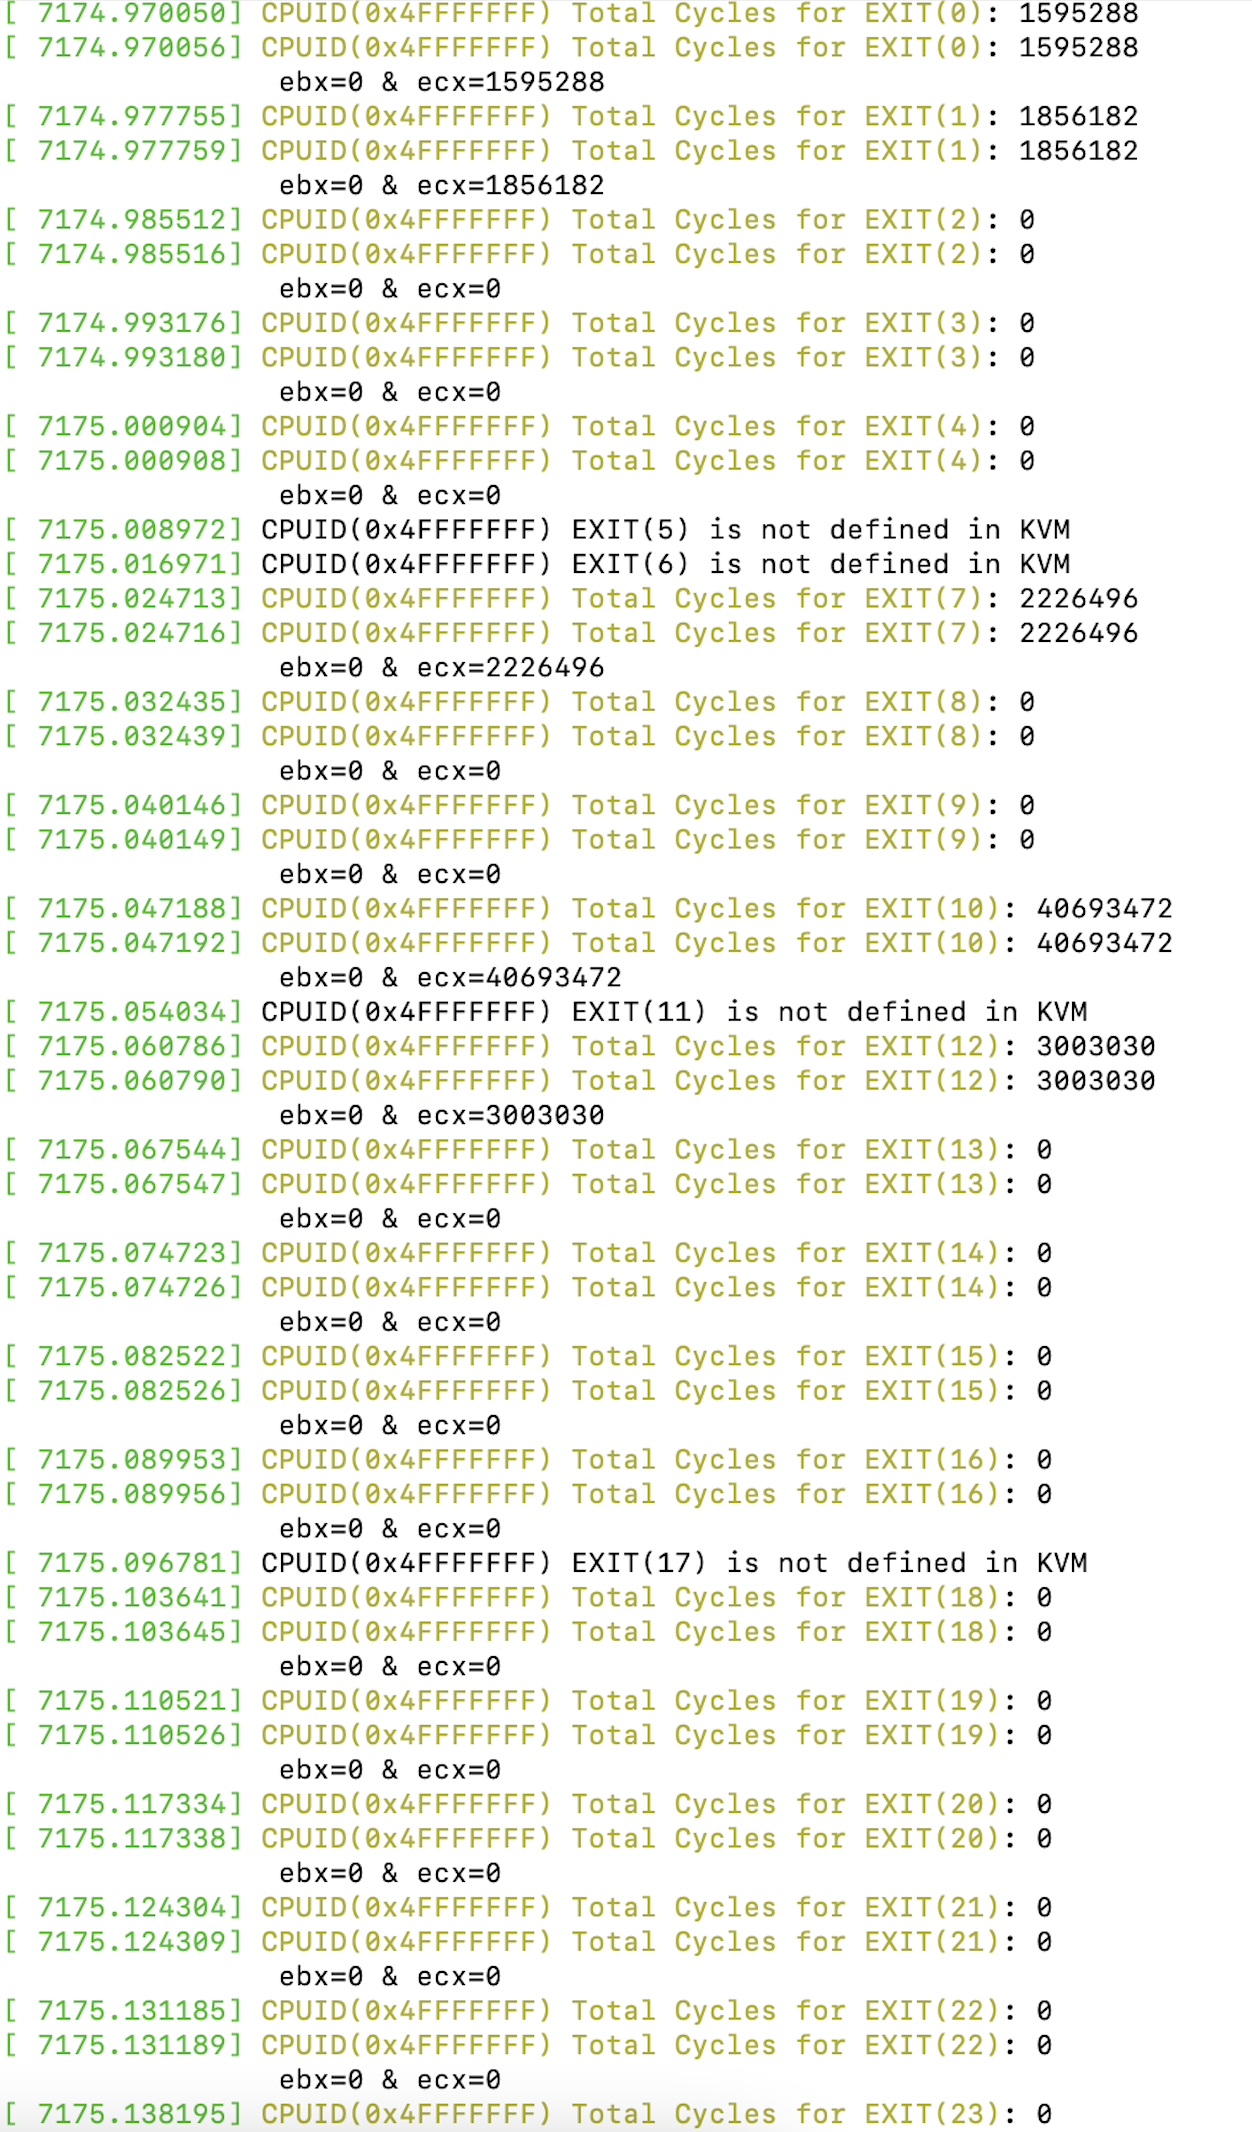 [ 7174.970050] CPUID(0x4FFFFFFF) Total Cycles for EXIT(0): 1595288
[ 7174.970056] CPUID(0x4FFFFFFF) Total Cycles for EXIT(0): 1595288
ebx=0 & ecx=1595288
[ 7174.977755] CPUID(0x4FFFFFFF) Total Cycles for EXIT(1): 1856182
[ 7174.977759] CPUID(0x4FFFFFFF) Total Cycles for EXIT(1): 1856182
ebx=0 & ecx=1856182
[ 7174.985512] CPUID(0x4FFFFFFF) Total Cycles for EXIT(2): 0
[ 7174.985516] CPUID(0x4FFFFFFF) Total Cycles for EXIT(2): 0
ebx=0 & ecx=0
[ 7174.993176] CPUID(0x4FFFFFFF) Total Cycles for EXIT(3): 0
[ 7174.993180] CPUID(0x4FFFFFFF) Total Cycles for EXIT(3): 0
ebx=0 & ecx=0
[ 7175.000904] CPUID(0x4FFFFFFF) Total Cycles for EXIT(4): 0
[ 7175.000908] CPUID(0x4FFFFFFF) Total Cycles for EXIT(4): 0
ebx=0 & ecx=0
[ 7175.008972] CPUID(0x4FFFFFFF) EXIT(5) is not defined in KVM
[ 7175.016971] CPUID(0x4FFFFFFF) EXIT(6) is not defined in KVM
[ 7175.024713] CPUID(0x4FFFFFFF) Total Cycles for EXIT(7): 2226496
[ 7175.024716] CPUID(0x4FFFFFFF) Total Cycles for EXIT(7): 2226496
ebx=0 & ecx=2226496
[ 7175.032435] CPUID(0x4FFFFFFF) Total Cycles for EXIT(8): 0
[ 7175.032439] CPUID(0x4FFFFFFF) Total Cycles for EXIT(8): 0
ebx=0 & ecx=0
[ 7175.040146] CPUID(0x4FFFFFFF) Total Cycles for EXIT(9): 0
[ 7175.040149] CPUID(0x4FFFFFFF) Total Cycles for EXIT(9): 0
ebx=0 & ecx=0
[ 7175.047188] CPUID(0x4FFFFFFF) Total Cycles for EXIT(10): 40693472
[ 7175.047192] CPUID(0x4FFFFFFF) Total Cycles for EXIT(10): 40693472
ebx=0 & ecx=40693472
[ 7175.054034] CPUID(0x4FFFFFFF) EXIT(11) is not defined in KVM
[ 7175.060786] CPUID(0x4FFFFFFF) Total Cycles for EXIT(12): 3003030
[ 7175.060790] CPUID(0x4FFFFFFF) Total Cycles for EXIT(12): 3003030
ebx=0 & ecx=3003030
[ 7175.067544] CPUID(0x4FFFFFFF) Total Cycles for EXIT(13): 0
[ 7175.067547] CPUID(0x4FFFFFFF) Total Cycles for EXIT(13): 0
ebx=0 & ecx=0
[ 7175.074723] CPUID(0x4FFFFFFF) Total Cycles for EXIT(14): 0
[ 7175.074726] CPUID(0x4FFFFFFF) Total Cycles for EXIT(14): 0
ebx=0 & ecx=0
[ 7175.082522] CPUID(0x4FFFFFFF) Total Cycles for EXIT(15): 0
[ 7175.082526] CPUID(0x4FFFFFFF) Total Cycles for EXIT(15): 0
ebx=0 & ecx=0
[ 7175.089953] CPUID(0x4FFFFFFF) Total Cycles for EXIT(16): 0
[ 7175.089956] CPUID(0x4FFFFFFF) Total Cycles for EXIT(16): 0
ebx=0 & ecx=0
[ 7175.096781] CPUID(0x4FFFFFFF) EXIT(17) is not defined in KVM
[ 7175.103641] CPUID(0x4FFFFFFF) Total Cycles for EXIT(18): 0
[ 7175.103645] CPUID(0x4FFFFFFF) Total Cycles for EXIT(18): 0
ebx=0 & ecx=0
[ 7175.110521] CPUID(0x4FFFFFFF) Total Cycles for EXIT(19): 0
[ 7175.110526] CPUID(0x4FFFFFFF) Total Cycles for EXIT(19): 0
ebx=0 & ecx=0
[ 7175.117334] CPUID(0x4FFFFFFF) Total Cycles for EXIT(20): 0
[ 7175.117338] CPUID(0x4FFFFFFF) Total Cycles for EXIT(20): 0
ebx=0 & ecx=0
[ 7175.124304] CPUID(0x4FFFFFFF) Total Cycles for EXIT(21): 0
[ 7175.124309] CPUID(0x4FFFFFFF) Total Cycles for EXIT(21): 0
ebx=0 & ecx=0
[ 7175.131185] CPUID(0x4FFFFFFF) Total Cycles for EXIT(22): 0
[ 7175.131189] CPUID(0x4FFFFFFF) Total Cycles for EXIT(22): 0
ebx=0 & ecx=0
[ 7175.138195] CPUID(0x4FFFFFFF) Total Cycles for EXIT(23): 0